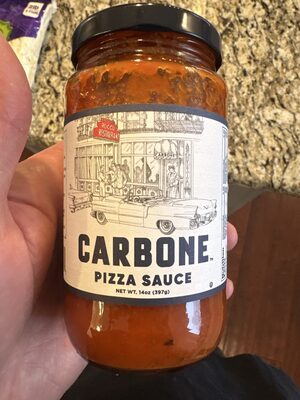 CARBONE
PIZZA SAUCE
NET WT. 14oz (397g)